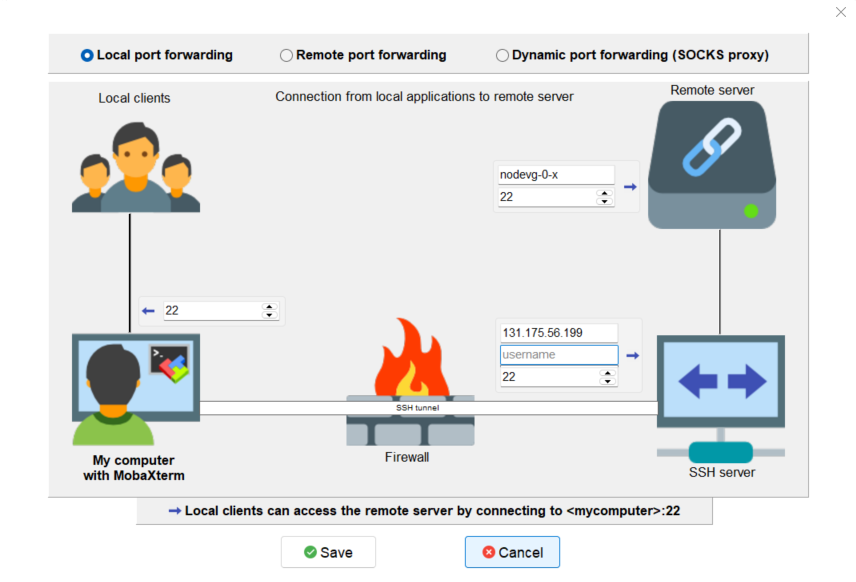 Local port forwarding
Remote port forwarding
Dynamic port forwarding (SOCKS proxy)
Local clients
Connection from local applications to remote server
Remote server
nodevg-0-x
22
22
131.175.56.199
username
22
>_
SSH tunnel
Firewall
My computer
with MobaXterm
SSH server
Local clients can access the remote server by connecting to <mycomputer>:22
Save
Cancel